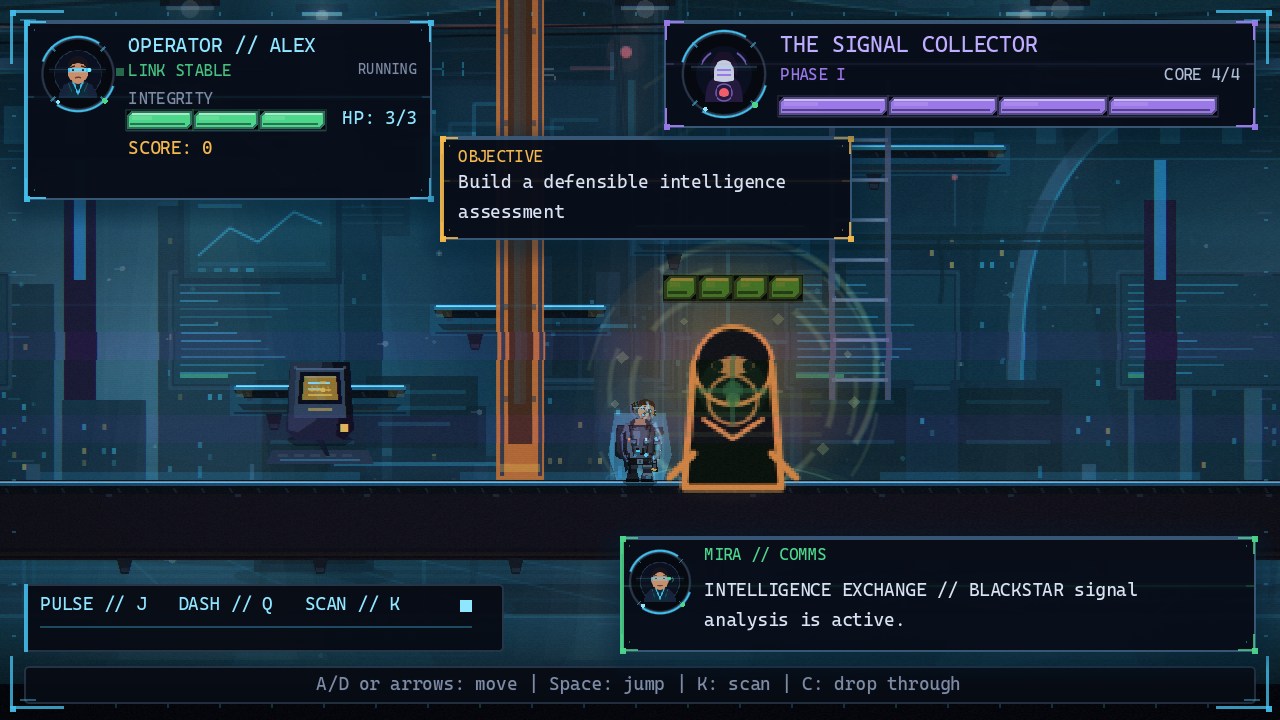 OPERATOR // ALEX
LINK STABLE
RUNNING
INTEGRITY
HP: 3/3
SCORE: 0
THE SIGNAL COLLECTOR
PHASE I
CORE 4/4
OBJECTIVE
Build a defensible intelligence
assessment
MIRA // COMMS
INTELLIGENCE EXCHANGE // BLACKSTAR signal
analysis is active.
PULSE // J   DASH // Q   SCAN // K
A/D or arrows: move | Space: jump | K: scan | C: drop through